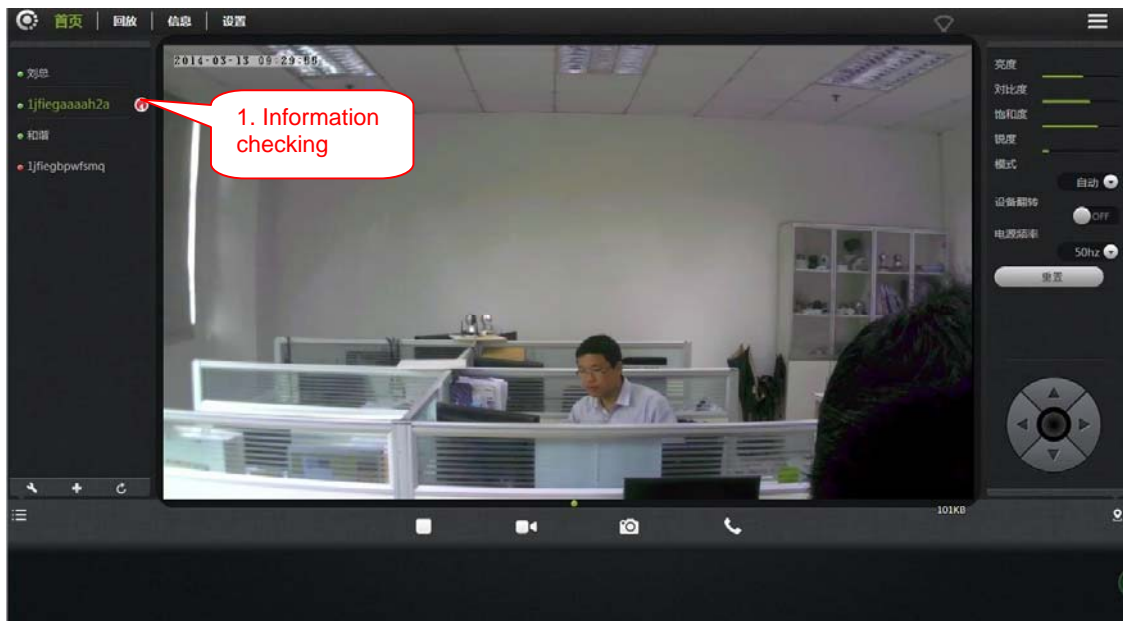 首页 回放 信息 设置
刘总
1jfiegaaaah2a
和谐
1jfiegbpwfsmq
2014-03-13 09:29:
1. Information
checking
亮度
对比度
饱和度
锐度
模式
自动
设备翻转
OFF
电源频率
50hz
重置
101KB